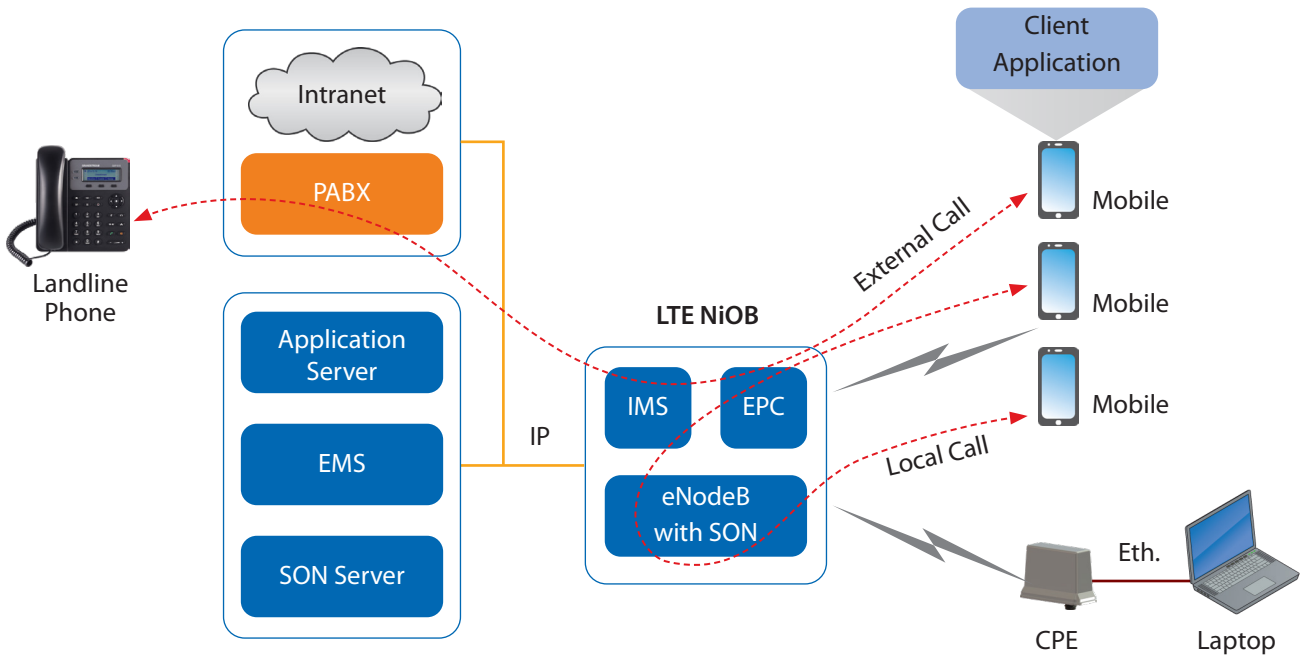 Client
Application
Intranet
PABX
Mobile
External Call
Landline
Phone
Mobile
LTE NiOB
Application
Server
IMS
EPC
Mobile
IP
Local Call
EMS
eNodeB
with SON
Eth.
SON Server
CPE
Laptop